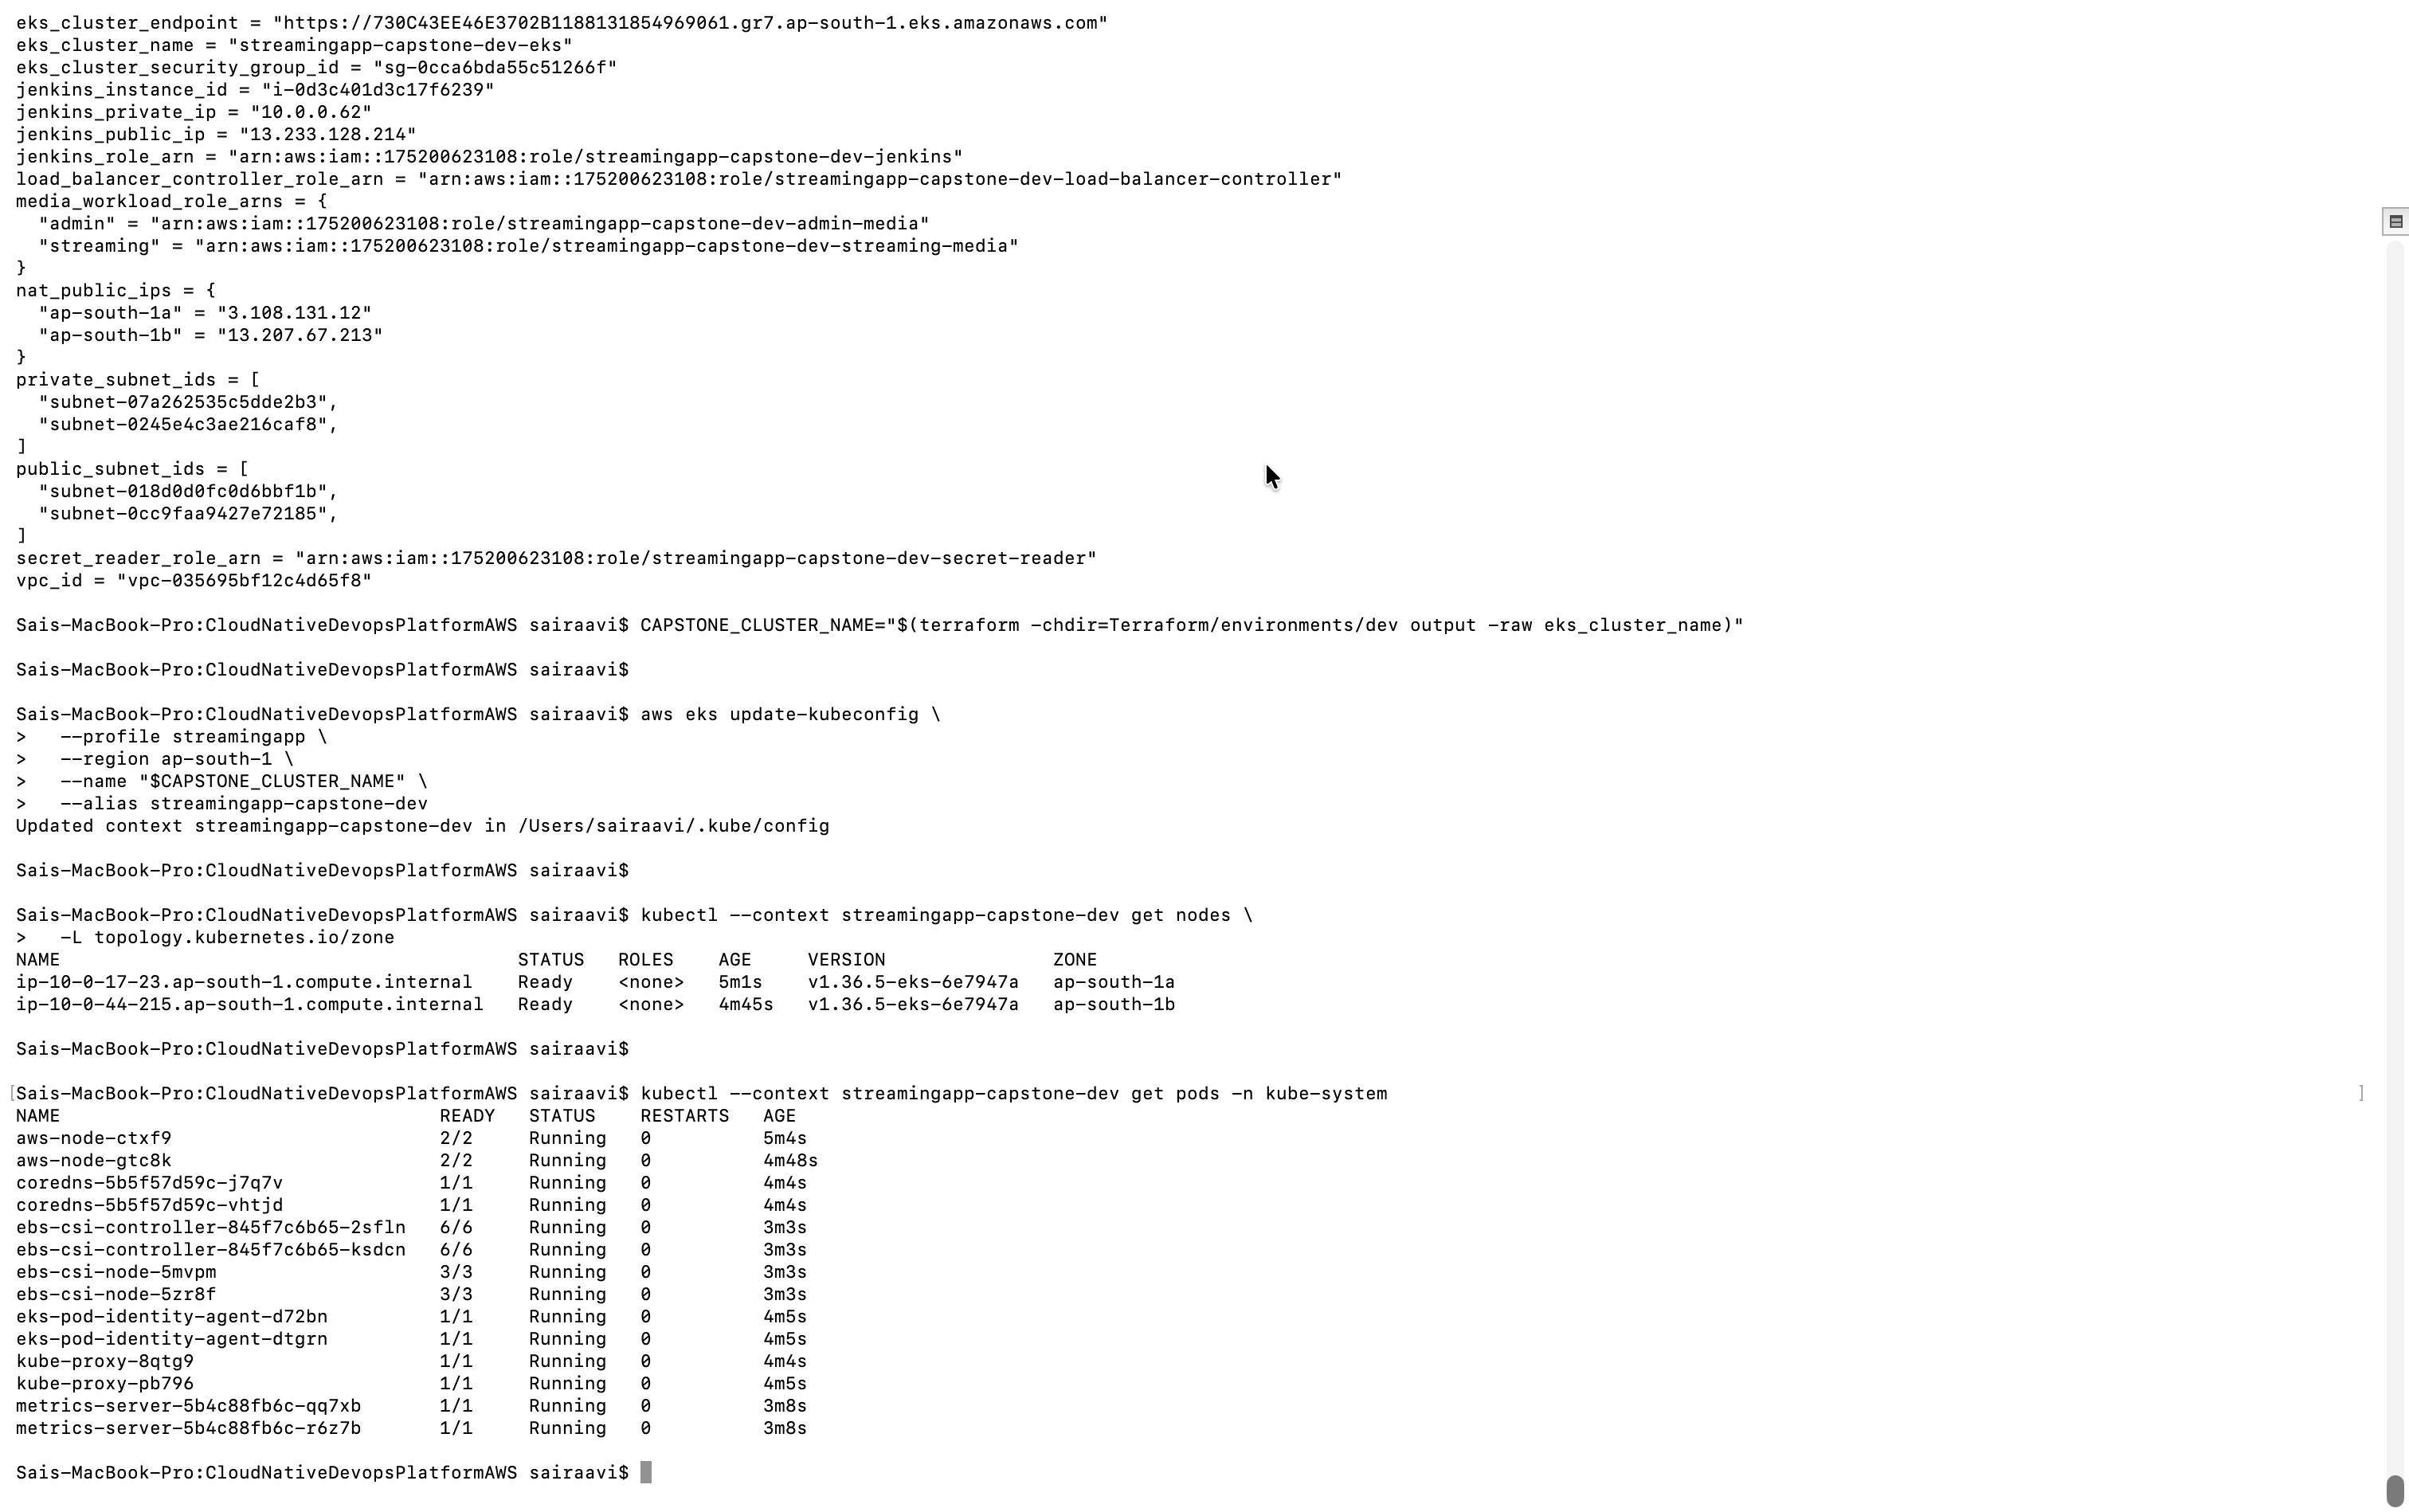 eks_cluster_endpoint = "https://730C43EE46E3702B1188131854969061.gr7.ap-south-1.eks.amazonaws.com"
eks_cluster_name = "streamingapp-capstone-dev-eks"
eks_cluster_security_group_id = "sg-0cca6bda55c51266f"
jenkins_instance_id = "i-0d3c401d3c17f6239"
jenkins_private_ip = "10.0.0.62"
jenkins_public_ip = "13.233.128.214"
jenkins_role_arn = "arn:aws:iam::175200623108:role/streamingapp-capstone-dev-jenkins"
load_balancer_controller_role_arn = "arn:aws:iam::175200623108:role/streamingapp-capstone-dev-load-balancer-controller"
media_workload_role_arns = {
  "admin" = "arn:aws:iam::175200623108:role/streamingapp-capstone-dev-admin-media"
  "streaming" = "arn:aws:iam::175200623108:role/streamingapp-capstone-dev-streaming-media"
}
nat_public_ips = {
  "ap-south-1a" = "3.108.131.12"
  "ap-south-1b" = "13.207.67.213"
}
private_subnet_ids = [
  "subnet-07a262535c5dde2b3",
  "subnet-0245e4c3ae216caf8",
]
public_subnet_ids = [
  "subnet-018d0d0fc0d6bbf1b",
  "subnet-0cc9faa9427e72185",
]
secret_reader_role_arn = "arn:aws:iam::175200623108:role/streamingapp-capstone-dev-secret-reader"
vpc_id = "vpc-035695bf12c4d65f8"
Sais-MacBook-Pro:CloudNativeDevopsPlatformAWS sairaavi$ CAPSTONE_CLUSTER_NAME="$(terraform -chdir=Terraform/environments/dev output -raw eks_cluster_name)"
Sais-MacBook-Pro:CloudNativeDevopsPlatformAWS sairaavi$
Sais-MacBook-Pro:CloudNativeDevopsPlatformAWS sairaavi$ aws eks update-kubeconfig \
>   --profile streamingapp \
>   --region ap-south-1 \
>   --name "$CAPSTONE_CLUSTER_NAME" \
>   --alias streamingapp-capstone-dev
Updated context streamingapp-capstone-dev in /Users/sairaavi/.kube/config
Sais-MacBook-Pro:CloudNativeDevopsPlatformAWS sairaavi$
Sais-MacBook-Pro:CloudNativeDevopsPlatformAWS sairaavi$ kubectl --context streamingapp-capstone-dev get nodes \
>   -L topology.kubernetes.io/zone
NAME                                         STATUS   ROLES    AGE     VERSION               ZONE
ip-10-0-17-23.ap-south-1.compute.internal    Ready    <none>   5m1s    v1.36.5-eks-6e7947a   ap-south-1a
ip-10-0-44-215.ap-south-1.compute.internal   Ready    <none>   4m45s   v1.36.5-eks-6e7947a   ap-south-1b
Sais-MacBook-Pro:CloudNativeDevopsPlatformAWS sairaavi$
[Sais-MacBook-Pro:CloudNativeDevopsPlatformAWS sairaavi$ kubectl --context streamingapp-capstone-dev get pods -n kube-system ]
NAME                                  READY   STATUS    RESTARTS   AGE
aws-node-ctxf9                        2/2     Running   0          5m4s
aws-node-gtc8k                        2/2     Running   0          4m48s
coredns-5b5f57d59c-j7q7v              1/1     Running   0          4m4s
coredns-5b5f57d59c-vhtjd              1/1     Running   0          4m4s
ebs-csi-controller-845f7c6b65-2sfln   6/6     Running   0          3m3s
ebs-csi-controller-845f7c6b65-ksdcn   6/6     Running   0          3m3s
ebs-csi-node-5mvpm                    3/3     Running   0          3m3s
ebs-csi-node-5zr8f                    3/3     Running   0          3m3s
eks-pod-identity-agent-d72bn          1/1     Running   0          4m5s
eks-pod-identity-agent-dtgrn          1/1     Running   0          4m5s
kube-proxy-8qtg9                      1/1     Running   0          4m4s
kube-proxy-pb796                      1/1     Running   0          4m5s
metrics-server-5b4c88fb6c-qq7xb       1/1     Running   0          3m8s
metrics-server-5b4c88fb6c-r6z7b       1/1     Running   0          3m8s
Sais-MacBook-Pro:CloudNativeDevopsPlatformAWS sairaavi$